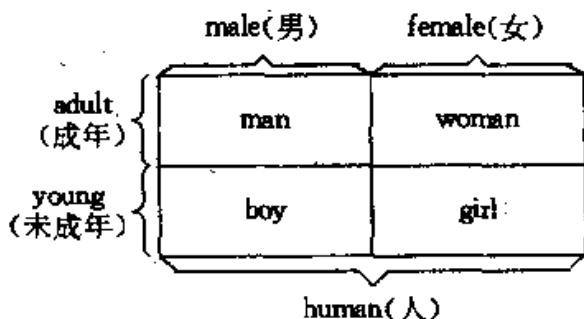 male(男) female(女)
adult
(成年)
man woman
young
(未成年)
boy girl
human(人)